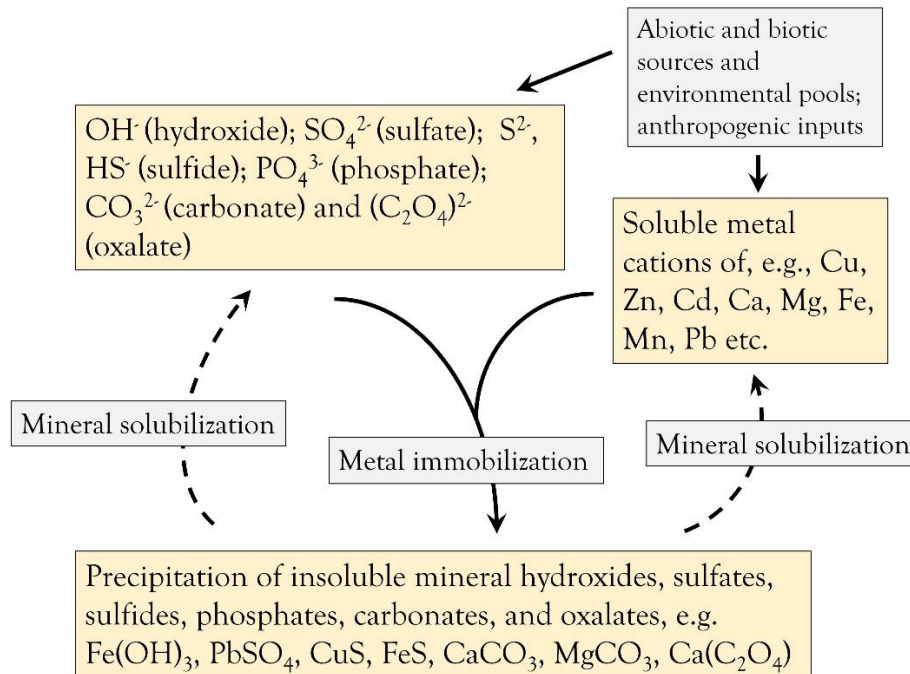 Abiotic and biotic
sources and
environmental pools;
anthropogenic inputs
OH⁻ (hydroxide); SO₄²⁻ (sulfate); S²⁻,
HS⁻ (sulfide); PO₄³⁻ (phosphate);
CO₃²⁻ (carbonate) and (C₂O₄)²⁻
(oxalate)
Soluble metal
cations of, e.g., Cu,
Zn, Cd, Ca, Mg, Fe,
Mn, Pb etc.
Mineral solubilization
Metal immobilization
Mineral solubilization
Precipitation of insoluble mineral hydroxides, sulfates,
sulfides, phosphates, carbonates, and oxalates, e.g.
Fe(OH)₃, PbSO₄, CuS, FeS, CaCO₃, MgCO₃, Ca(C₂O₄)